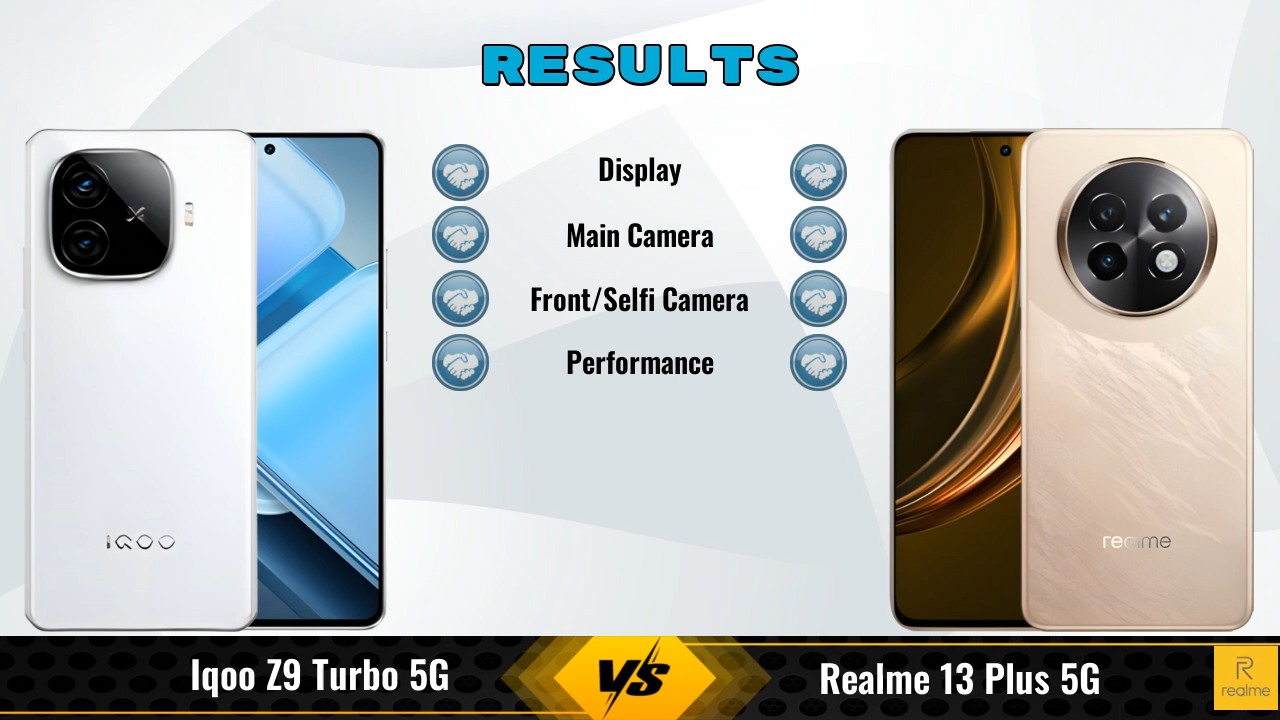 RESULTS
Display
Main Camera
Front/Selfi Camera
Performance
IQOO
realme
Iqoo Z9 Turbo 5G
VS
Realme 13 Plus 5G
R
realme